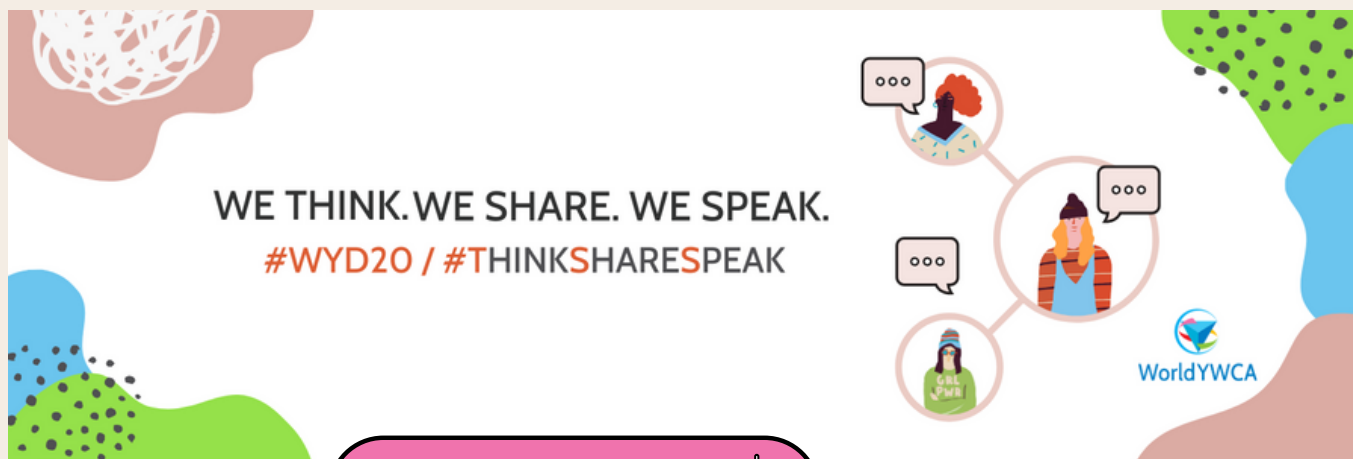 WE THINK. WE SHARE. WE SPEAK.
#WYD20 / #THINKSHARESPEAK
GRL
PWR
WorldYWCA